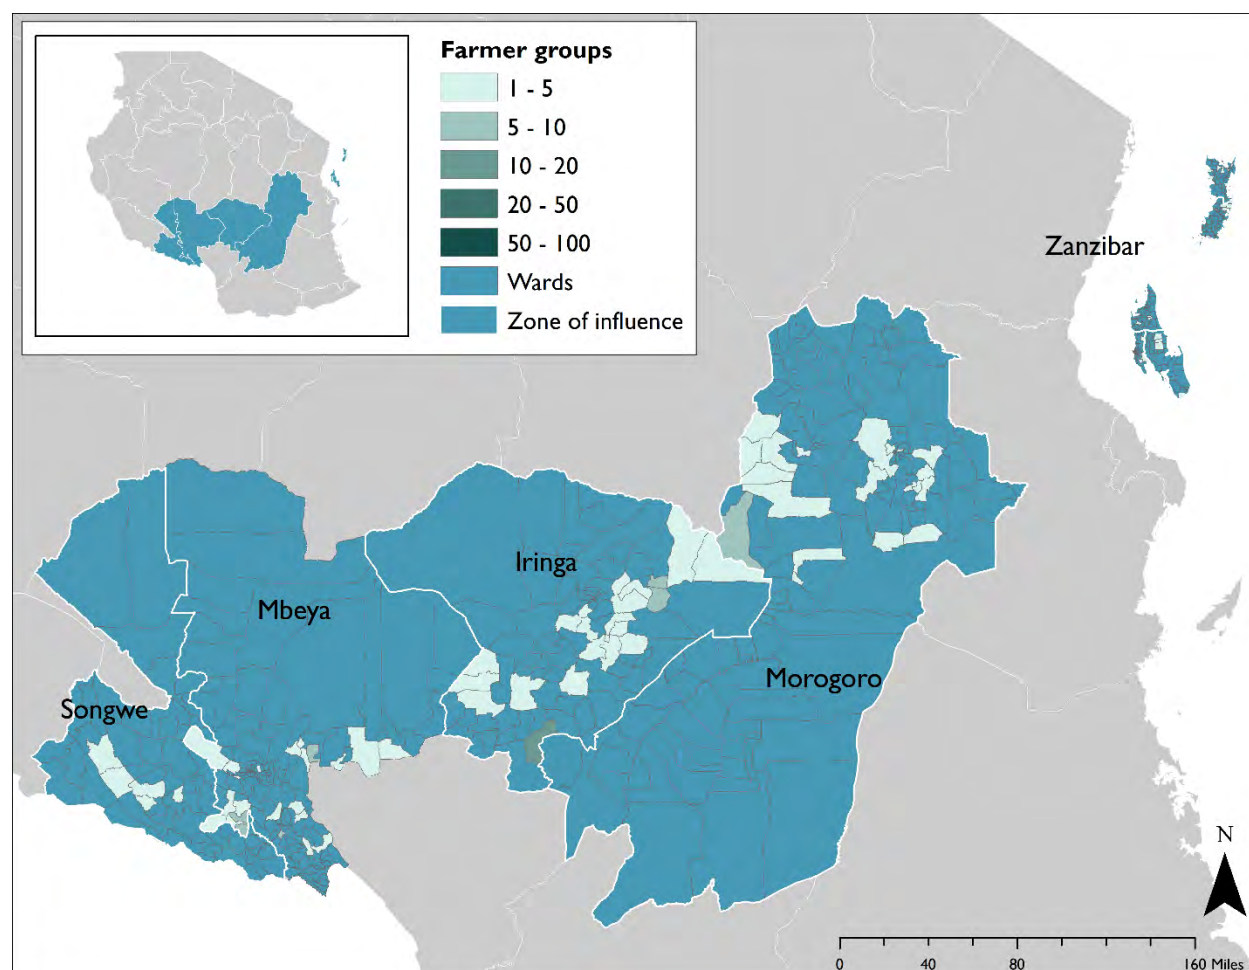 Farmer groups
1 - 5
5 - 10
10 - 20
20 - 50
50 - 100
Wards
Zone of influence
Zanzibar
Iringa
Mbeya
Morogoro
Songwe
N
0 40 80 160 Miles